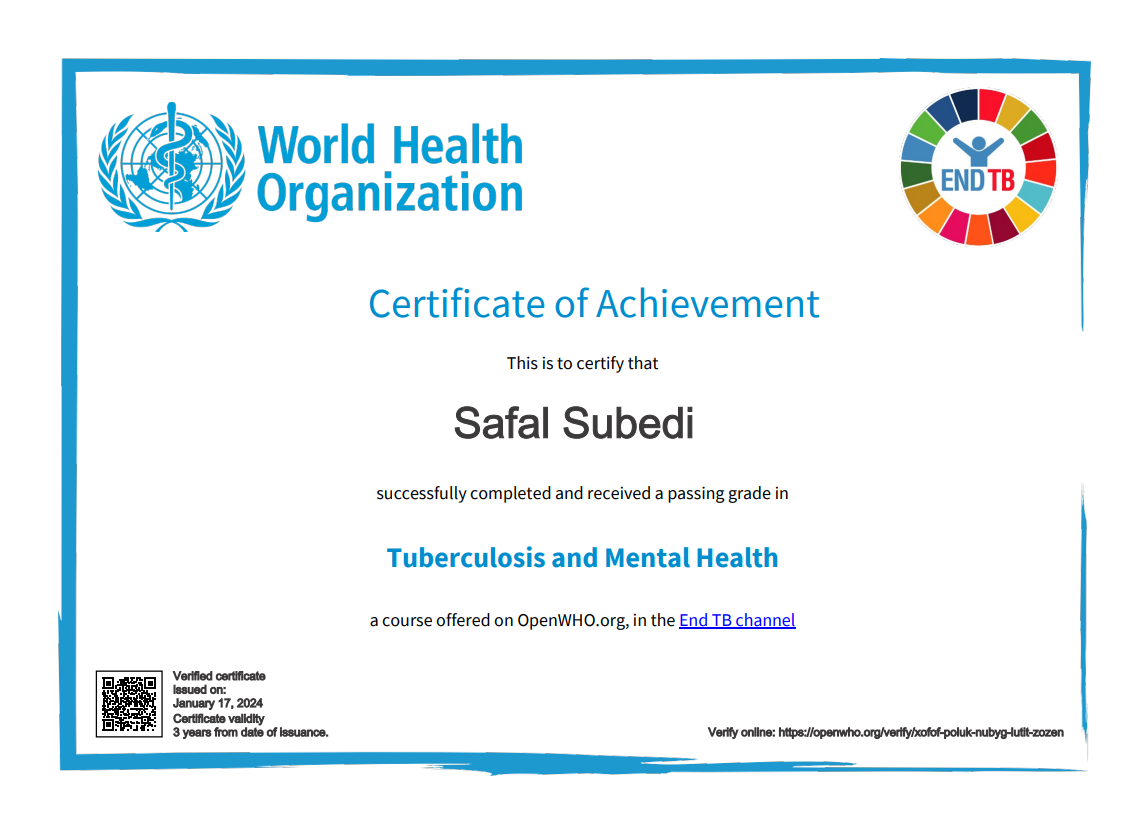 World Health
Organization
END TB
Certificate of Achievement
This is to certify that
Safal Subedi
successfully completed and received a passing grade in
Tuberculosis and Mental Health
a course offered on OpenWHO.org, in the End TB channel
Verified certificate
Issued on:
January 17, 2024
Certificate validity
3 years from date of issuance.
Verify online: https://openwho.org/verify/xofof-poluk-nubyg-lutit-zozen